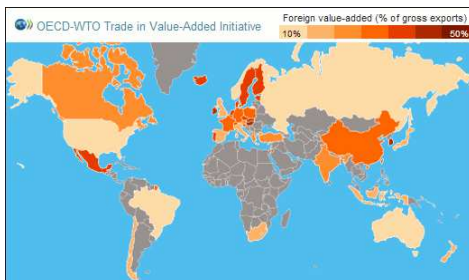 OECD-WTO Trade in Value-Added Initiative
Foreign value-added (% of gross exports)
10%
50%